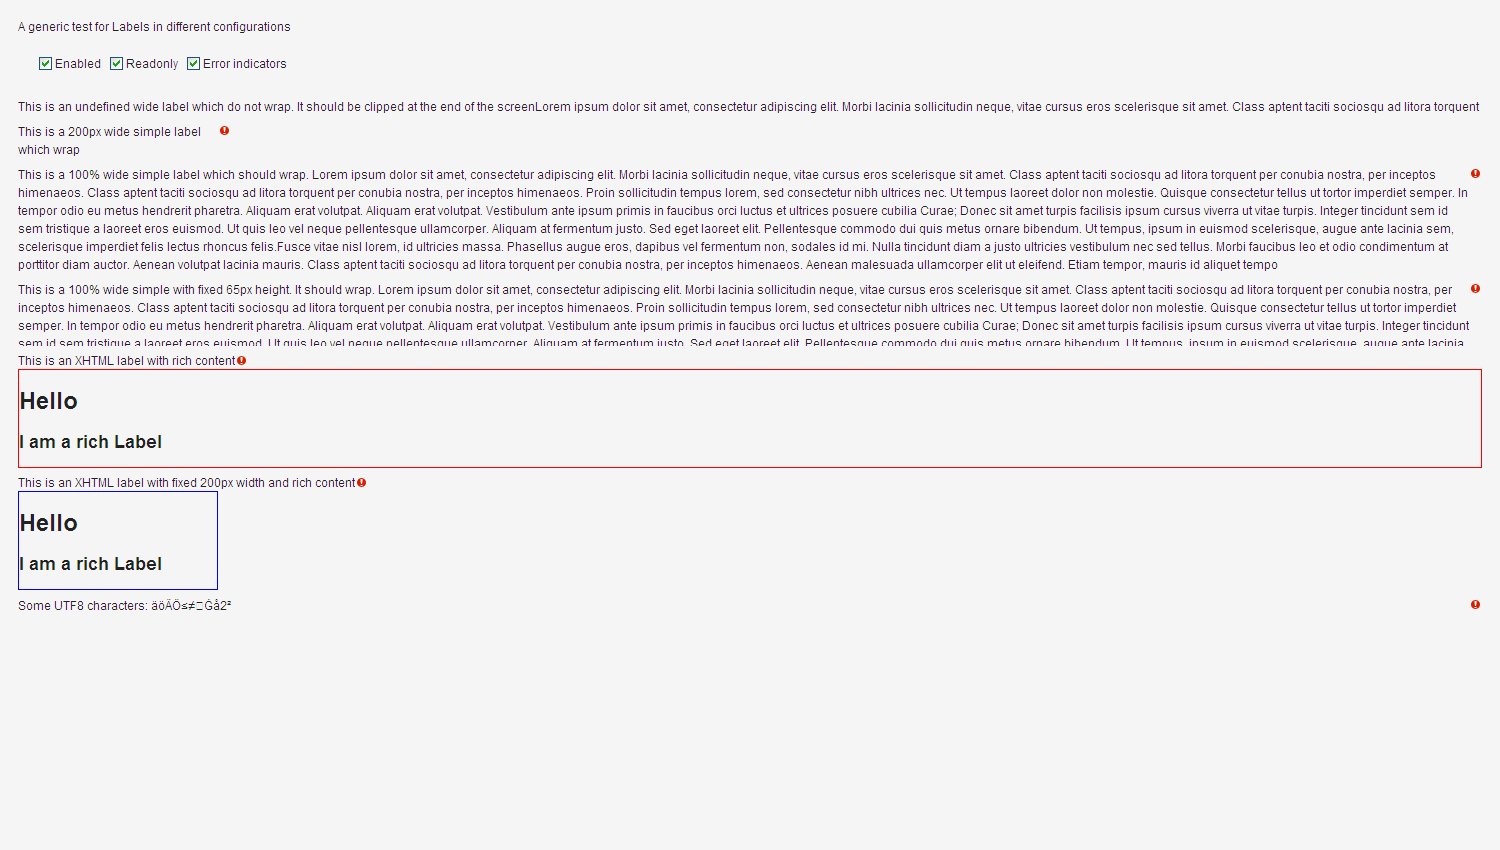 A generic test for Labels in different configurations
Enabled Readonly Error indicators
This is an undefined wide label which do not wrap. It should be clipped at the end of the screenLorem ipsum dolor sit amet, consectetur adipiscing elit. Morbi lacinia sollicitudin neque, vitae cursus eros scelerisque sit amet. Class aptent taciti sociosqu ad litora torquent
This is a 200px wide simple label
which wrap
This is a 100% wide simple label which should wrap. Lorem ipsum dolor sit amet, consectetur adipiscing elit. Morbi lacinia sollicitudin neque, vitae cursus eros scelerisque sit amet. Class aptent taciti sociosqu ad litora torquent per conubia nostra, per inceptos
himenaeos. Class aptent taciti sociosqu ad litora torquent per conubia nostra, per inceptos himenaeos. Proin sollicitudin tempus lorem, sed consectetur nibh ultrices nec. Ut tempus laoreet dolor non molestie. Quisque consectetur tellus ut tortor imperdiet semper. In
tempor odio eu metus hendrerit pharetra. Aliquam erat volutpat. Aliquam erat volutpat. Vestibulum ante ipsum primis in faucibus orci luctus et ultrices posuere cubilia Curae; Donec sit amet turpis facilisis ipsum cursus viverra ut vitae turpis. Integer tincidunt sem id
sem tristique a laoreet eros euismod. Ut quis leo vel neque pellentesque ullamcorper. Aliquam at fermentum justo. Sed eget laoreet elit. Pellentesque commodo dui quis metus ornare bibendum. Ut tempus, ipsum in euismod scelerisque, augue ante lacinia sem,
scelerisque imperdiet felis lectus rhoncus felis.Fusce vitae nisl lorem, id ultricies massa. Phasellus augue eros, dapibus vel fermentum non, sodales id mi. Nulla tincidunt diam a justo ultricies vestibulum nec sed tellus. Morbi faucibus leo et odio condimentum at
porttitor diam auctor. Aenean volutpat lacinia mauris. Class aptent taciti sociosqu ad litora torquent per conubia nostra, per inceptos himenaeos. Aenean malesuada ullamcorper elit ut eleifend. Etiam tempor, mauris id aliquet tempo
This is a 100% wide simple with fixed 65px height. It should wrap. Lorem ipsum dolor sit amet, consectetur adipiscing elit. Morbi lacinia sollicitudin neque, vitae cursus eros scelerisque sit amet. Class aptent taciti sociosqu ad litora torquent per conubia nostra, per
inceptos himenaeos. Class aptent taciti sociosqu ad litora torquent per conubia nostra, per inceptos himenaeos. Proin sollicitudin tempus lorem, sed consectetur nibh ultrices nec. Ut tempus laoreet dolor non molestie. Quisque consectetur tellus ut tortor imperdiet
semper. In tempor odio eu metus hendrerit pharetra. Aliquam erat volutpat. Aliquam erat volutpat. Vestibulum ante ipsum primis in faucibus orci luctus et ultrices posuere cubilia Curae; Donec sit amet turpis facilisis ipsum cursus viverra ut vitae turpis. Integer tincidunt
sem id sem tristique a laoreet eros euismod. Ut quis leo vel neque pellentesque ullamcorper. Aliquam at fermentum justo. Sed eget laoreet elit. Pellentesque commodo dui quis metus ornare bibendum. Ut tempus, ipsum in euismod scelerisque, augue ante lacinia
This is an XHTML label with rich content
Hello
I am a rich Label
This is an XHTML label with fixed 200px width and rich content
Hello
I am a rich Label
Some UTF8 characters: